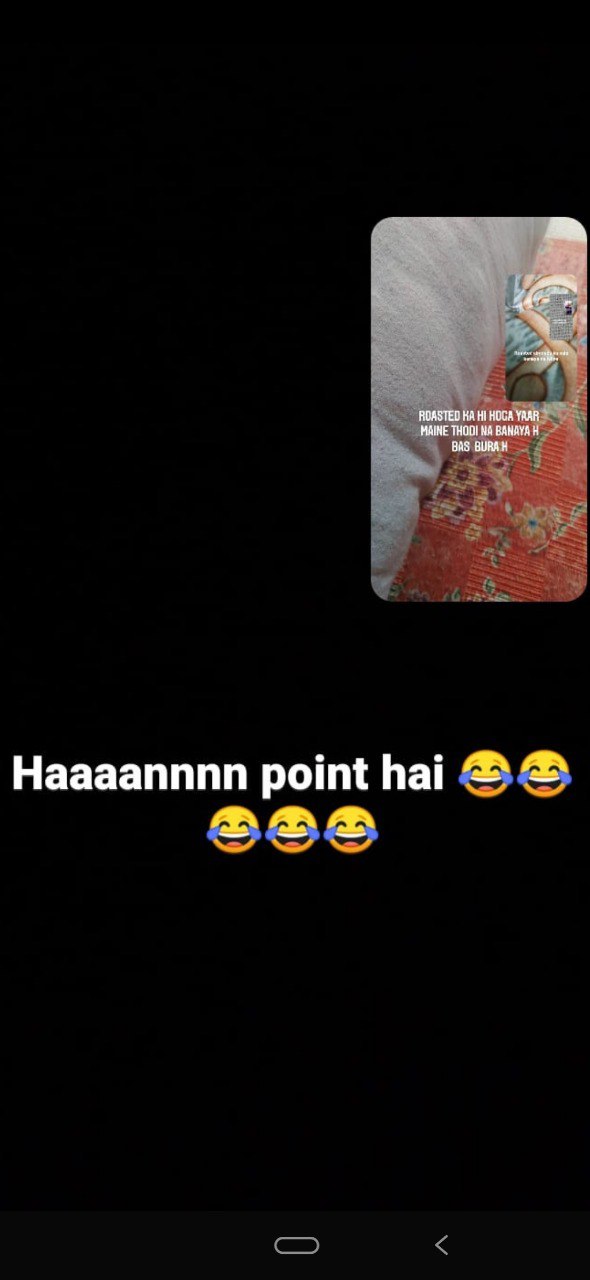 ROASTED KA HI HOGA YAAR
MAINE THODI NA BANAYA H
BAS BURA H
Haaaannnn point hai 😂😂
😂😂😂